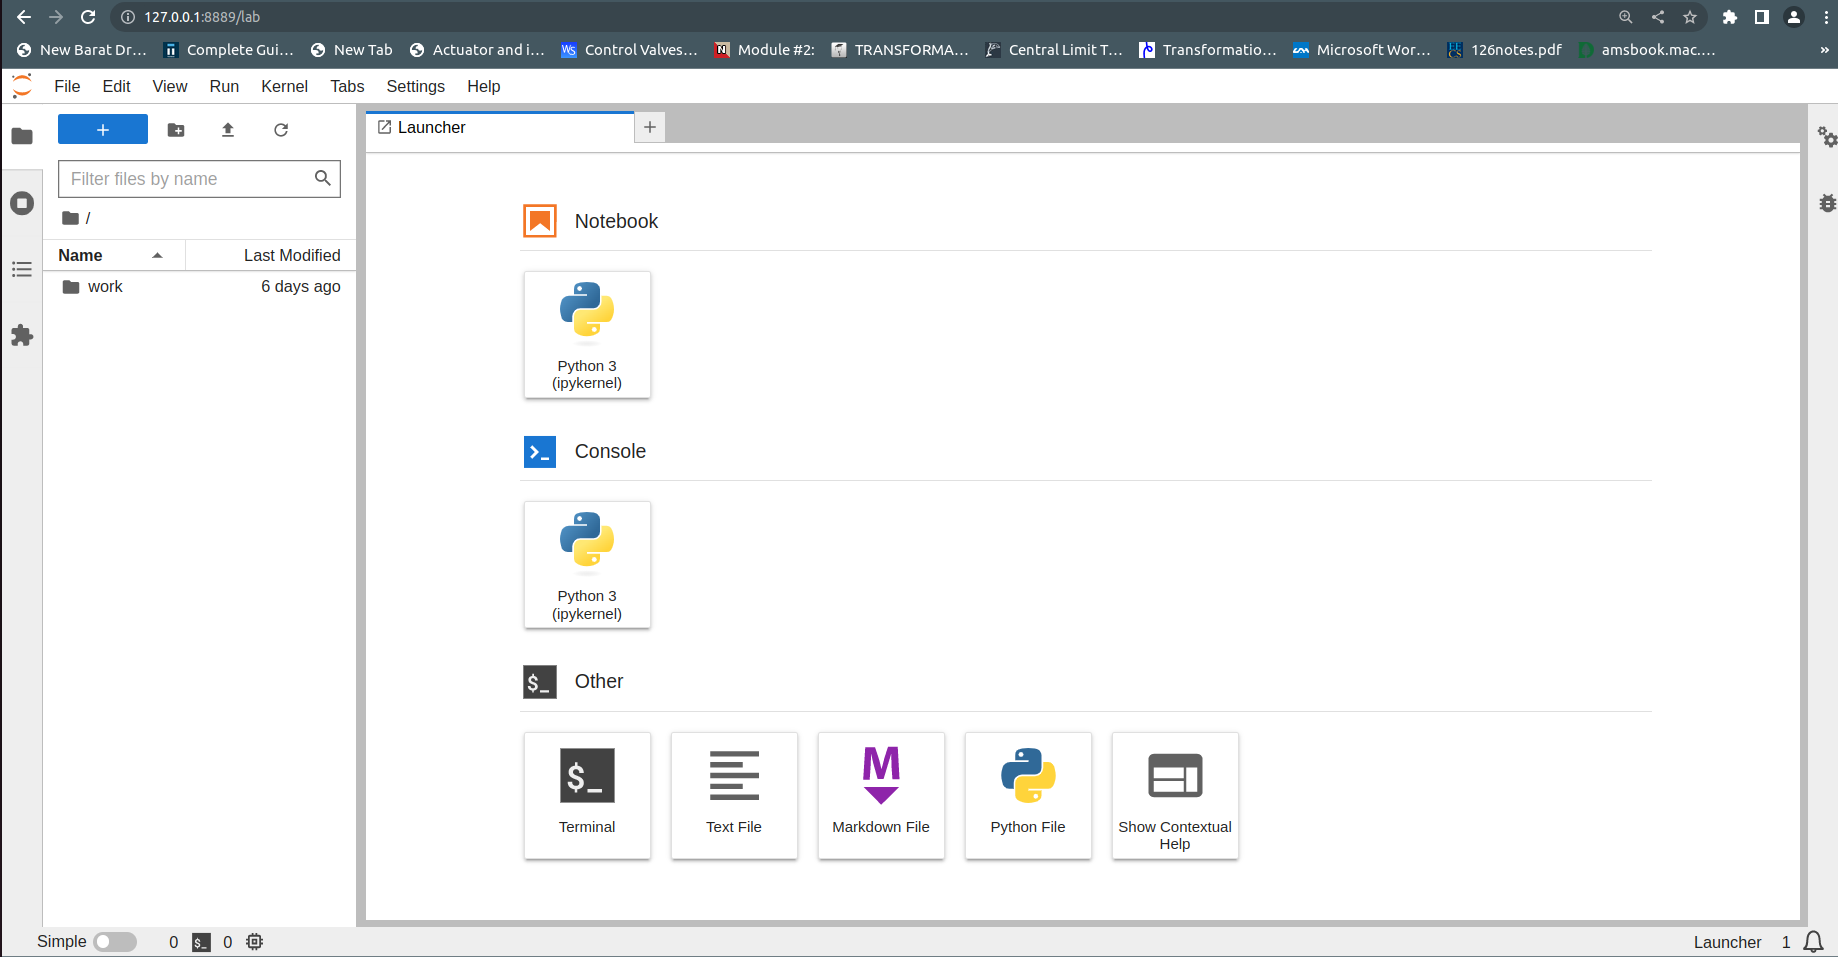 127.0.0.1:8889/lab
New Barat Dr... Complete Gui... New Tab Actuator and i... Control Valves... Module #2: TRANSFORMA... Central Limit T... Transformatio... Microsoft Wor... 126notes.pdf amsbook.mac.... »
File Edit View Run Kernel Tabs Settings Help
+
Launcher +
Filter files by name
/
Name Last Modified
work 6 days ago
Notebook
Python 3
(ipykernel)
Console
Python 3
(ipykernel)
$_ Other
$_
M
Terminal Text File Markdown File Python File Show Contextual
Help
Simple 0 $_ 0 Launcher 1